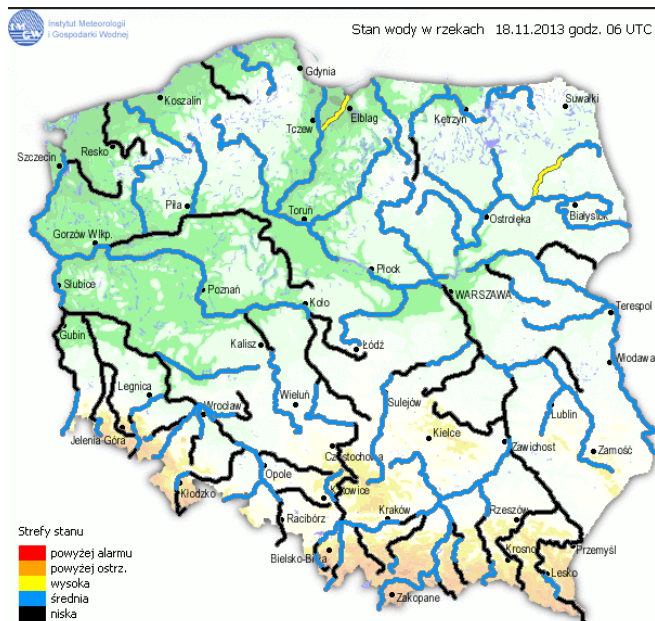 Instytut Meteorologii
i Gospodarki Wodnej
Stan wody w rzekach 18.11.2013 godz. 06 UTC
Gdynia
Koszalin
Suwałki
Elblag
Kętrzyn
Tczew
Resko
Szczecin
Piła
Toruń
Białystok
Ostrołęka
Gorzów Wlkp.
Płock
Słubice
Poznań
WARSZAWA
Koło
Terespol
Gubin
Kalisz
Łódź
Włodawa
Legnica
Wieluń
Sulejów
Wrocław
Lublin
Jelenia Góra
Kielce
Zawichost
Częstochowa
Zamość
Opole
Kłodzko
Katowice
Racibórz
Kraków
Rzeszów
Bielsko-Biała
Krosno
Przemyśl
Lesko
Zakopane
Strefy stanu
powyżej alarmu
powyżej ostrz.
wysoka
średnia
niska